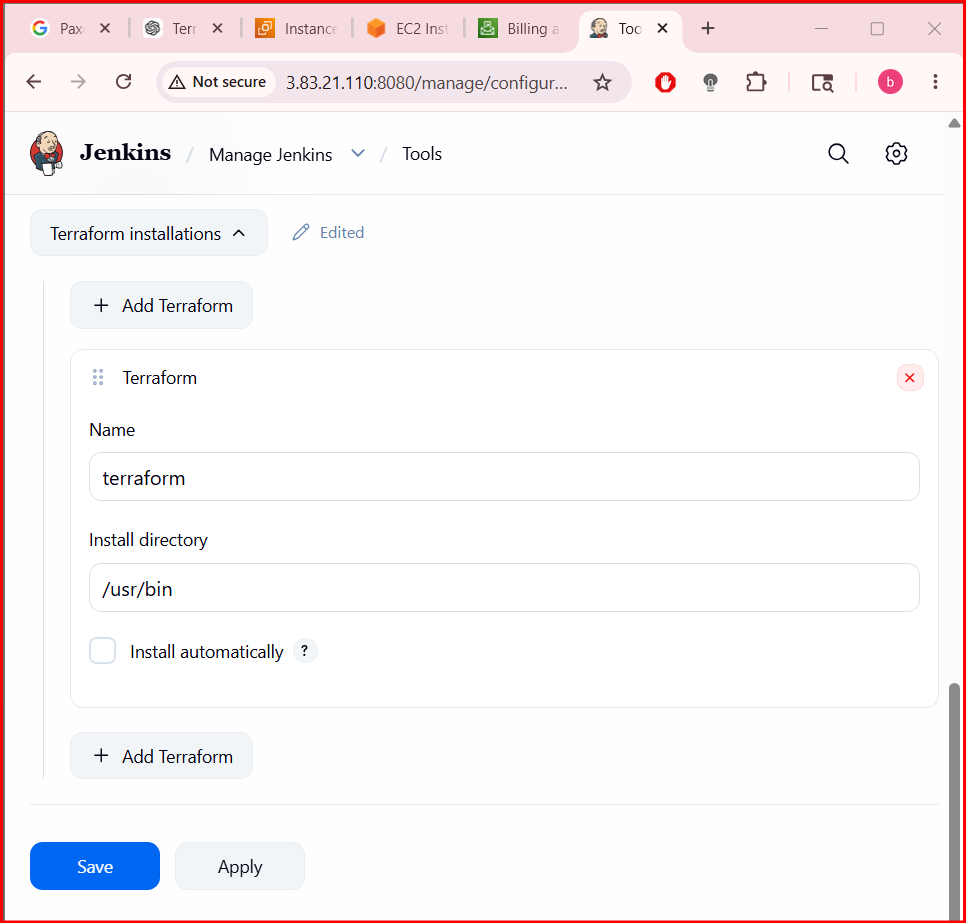 Pax
Terr
Instance
EC2 Inst
Billing a
Too
Not secure
3.83.21.110:8080/manage/configur...
b
Jenkins / Manage Jenkins / Tools
Terraform installations
Edited
+ Add Terraform
Terraform
Name
terraform
Install directory
/usr/bin
Install automatically ?
+ Add Terraform
Save
Apply